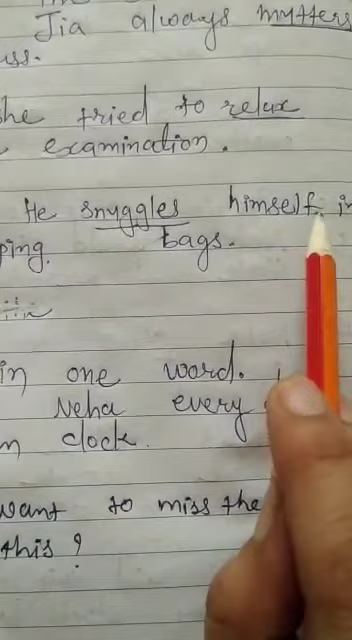 Jia always mutters
uss.
he tried to relax
examination.
He snuggles himself in
ping bags.
in one word.
Neha every
clock.
want to miss the
this?